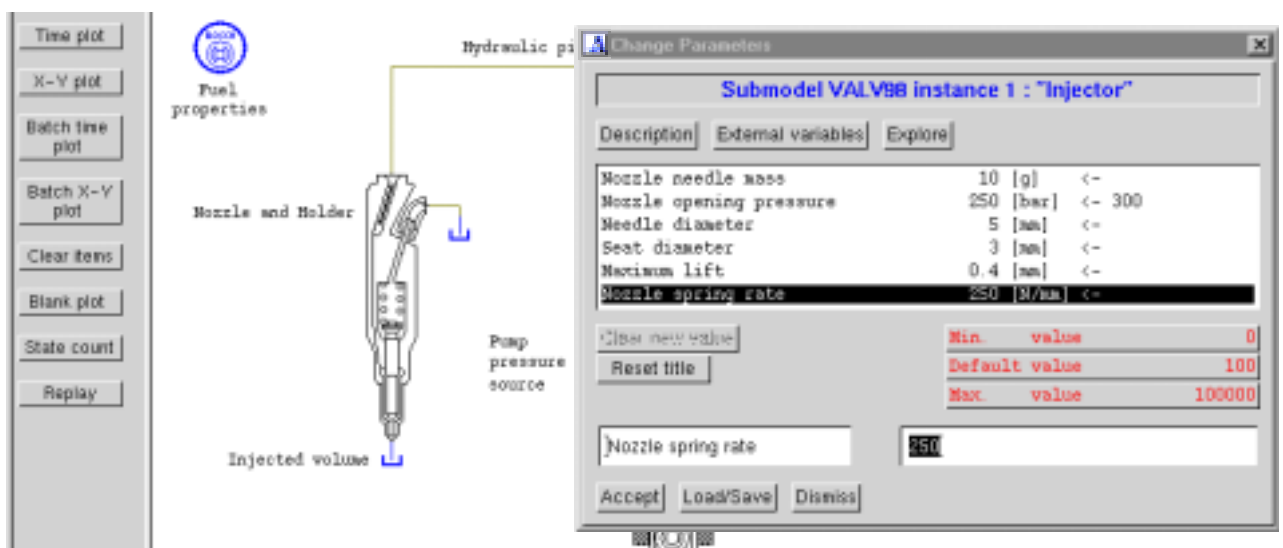 Time plot
X-Y plot
Batch time
plot
Batch X-Y
plot
Clear items
Blank plot
State count
Replay
Fuel
properties
Hydraulic pi
Nozzle and Holder
Pump
pressure
source
Injected volume
Change Parameters
Submodel VALV98 instance 1 : "Injector"
Description External variables Explore
Nozzle needle mass 10 [g] <-
Nozzle opening pressure 250 [bar] <- 300
Needle diameter 5 [mm] <-
Seat diameter 3 [mm] <-
Maximum lift 0.4 [mm] <-
Nozzle spring rate 250 [N/mm] <-
Clear new value
Reset title
Min. value 0
Default value 100
Max. value 100000
Nozzle spring rate 250
Accept Load/Save Dismiss